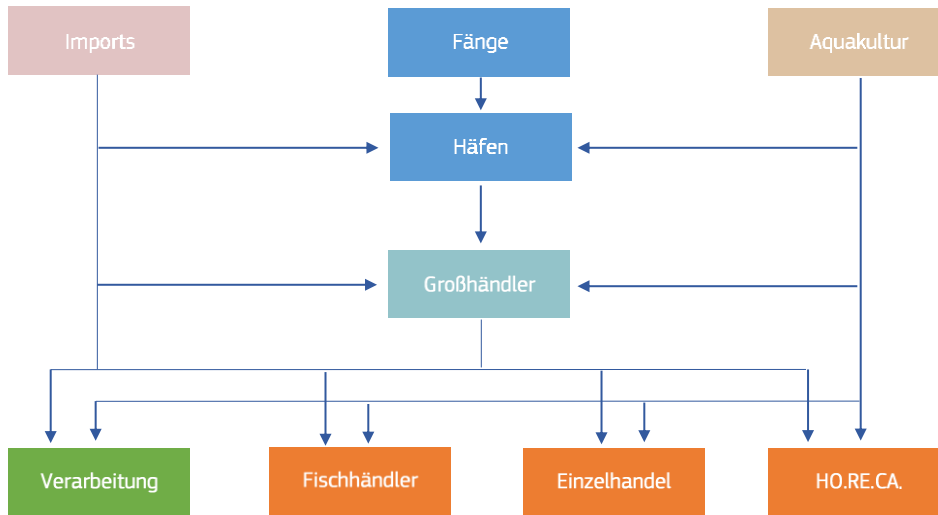 Imports
Fänge
Aquakultur
Häfen
Großhändler
Verarbeitung
Fischhändler
Einzelhandel
HO.RE.CA.